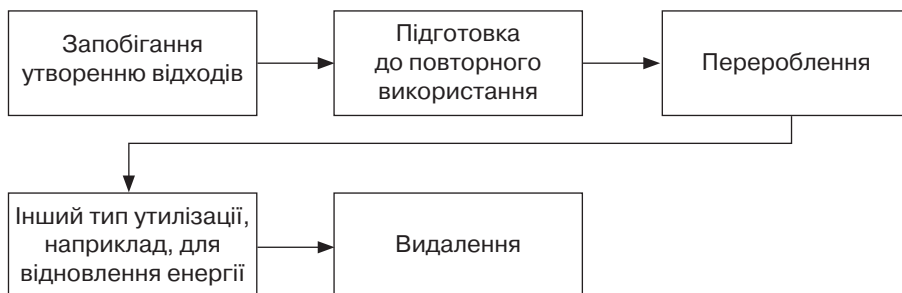 Запобігання
утворенню відходів
Підготовка
до повторного
використання
Перероблення
Інший тип утилізації,
наприклад, для
відновлення енергії
Видалення